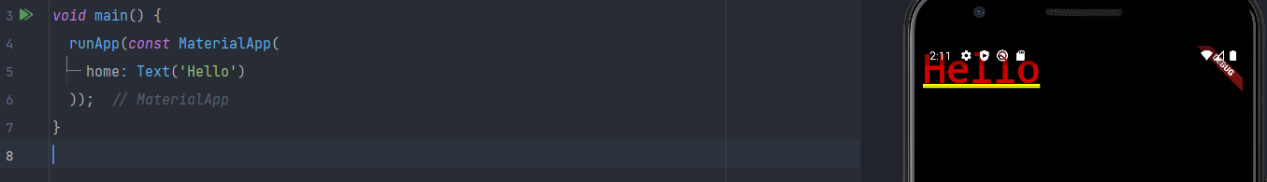 3 void main() {
4 runApp(const MaterialApp(
5 home: Text('Hello')
6 )); // MaterialApp
7 }
8
2:11
Hello
DEBUG